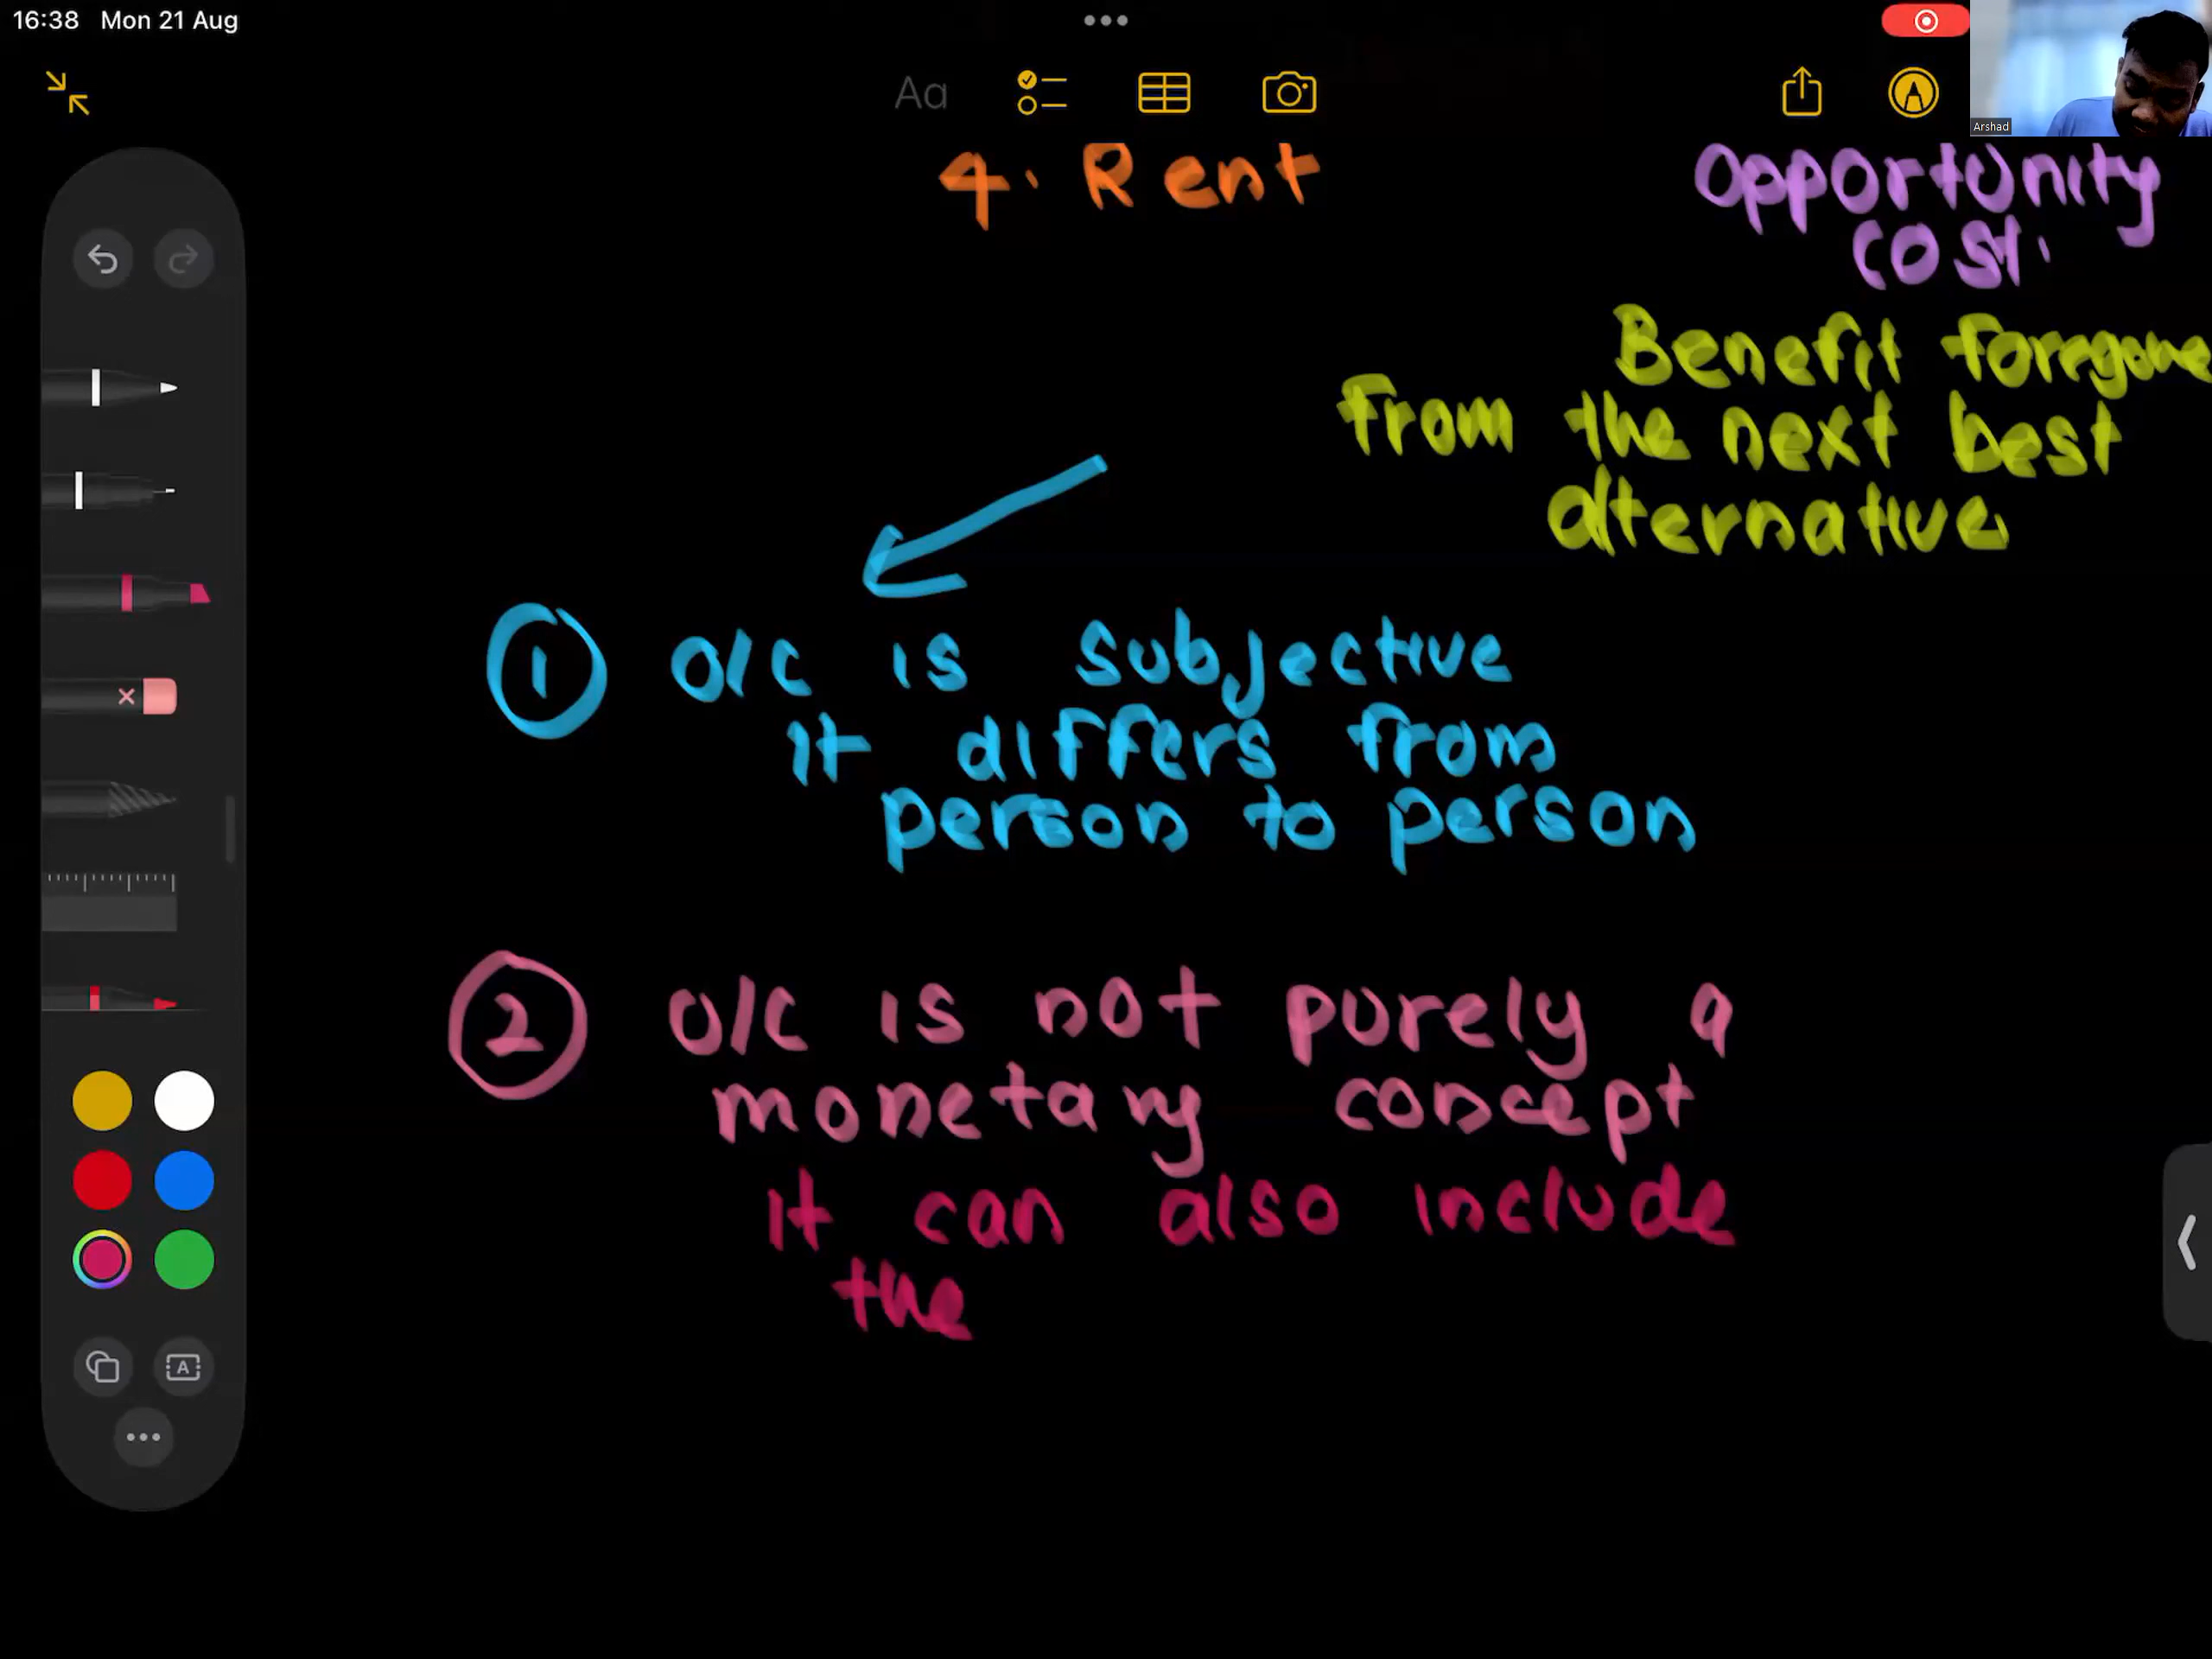 16:38 Mon 21 Aug
Aa
Arshad
4. Rent
Opportunity
cost.
Benefit forregone
from the next best
alternative
1 O/C is subjective
it differs from
person to person
2 O/C is not purely a
monetary concept
it can also include
the
A